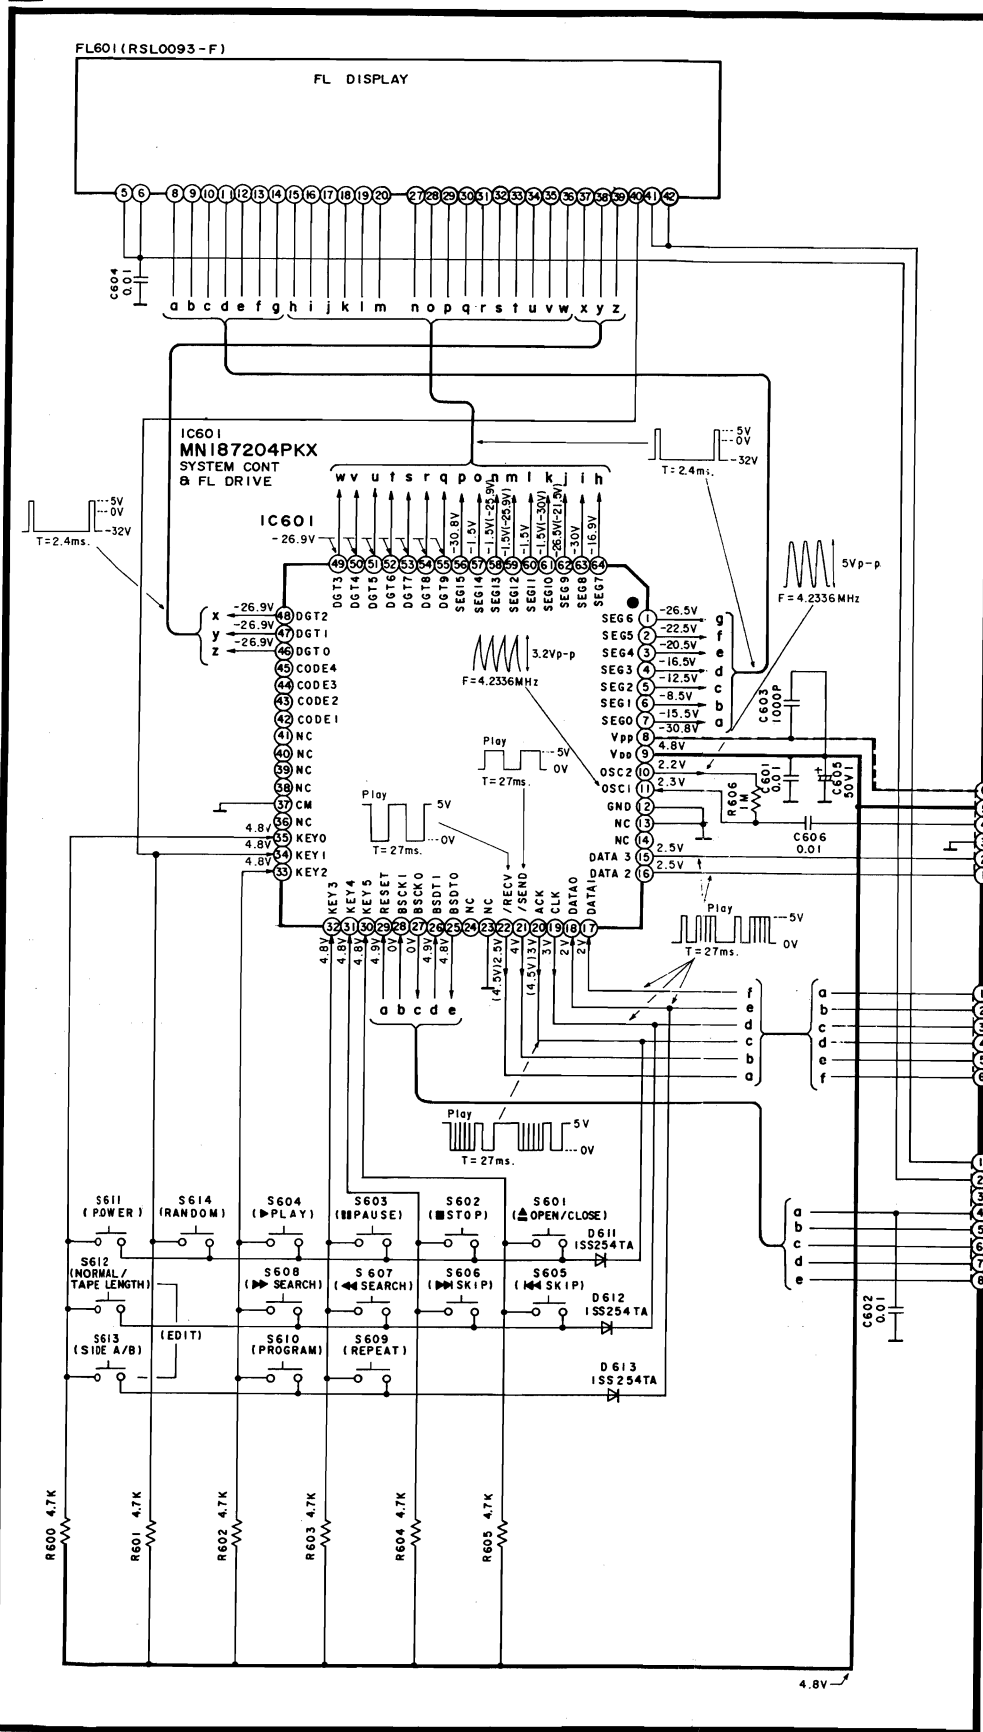 FL601(RSL0093-F)
FL DISPLAY
5 6 8 9 10 11 12 13 14 15 16 17 18 19 20 27 28 29 30 31 32 33 34 35 36 37 38 39 40 41 42
C604
0.01
a b c d e f g h i j k l m n o p q r s t u v w x y z
IC601
MN187204PKX
SYSTEM CONT
& FL DRIVE
5V
0V
-32V
T=2.4ms.
5V
0V
-32V
T=2.4ms.
w v u t s r q p o n m l k j i h
IC601
-26.9V
-30.8V
-1.5V
-1.5V(-25.9V)
-1.5V(-25.9V)
-1.5V
-1.5V(-30V)
-26.5V(-21.5V)
-30V
-16.9V
49 50 51 52 53 54 55 56 57 58 59 60 61 62 63 64
DGT3 DGT4 DGT5 DGT6 DGT7 DGT8 DGT9 SEG15 SEG14 SEG13 SEG12 SEG11 SEG10 SEG9 SEG8 SEG7
5Vp-p
F=4.2336MHz
3.2Vp-p
F=4.2336MHz
x -26.9V 48 DGT2
y -26.9V 47 DGT1
z -26.9V 46 DGT0
45 CODE4
44 CODE3
43 CODE2
42 CODE1
41 NC
40 NC
39 NC
38 NC
37 CM
36 NC
4.8V 35 KEY0
4.8V 34 KEY1
4.8V 33 KEY2
SEG6 1 -26.5V g
SEG5 2 -22.5V f
SEG4 3 -20.5V e
SEG3 4 -16.5V d
SEG2 5 -12.5V c
SEG1 6 -8.5V b
SEG0 7 -15.5V a
VPP 8 -30.8V
VDD 9 4.8V
OSC2 10 2.2V
OSC1 11 2.3V
GND 12
NC 13
NC 14
DATA 3 15 2.5V
DATA 2 16 2.5V
C603
1000P
C601
0.01
C605
50V1
R606
1M
C606
0.01
Play
5V
0V
T=27ms.
Play
5V
0V
T=27ms.
KEY3 KEY4 KEY5 RESET BSCK1 BSCK0 BSDT1 BSDT0 NC NC /RECV /SEND ACK CLK DATA0 DATA1
32 31 30 29 28 27 26 25 24 23 22 21 20 19 18 17
4.8V 4.8V 4.8V 4.9V 0V 0V 4.9V 4.8V (4.5V)2.5V 4V (4.5V)3V 3V 2V 2V
Play
5V
0V
T=27ms.
a b c d e
f
e
d
c
b
a
a
b
c
d
e
f
1
2
3
4
5
6
Play
5V
0V
T=27ms.
1
2
3
4
5
6
7
8
a
b
c
d
e
C602
0.01
S611
(POWER)
S614
(RANDOM)
S604
(▶PLAY)
S603
(▮▮PAUSE)
S602
(■STOP)
S601
(≜OPEN/CLOSE)
D611
1SS254TA
S612
(NORMAL/
TAPE LENGTH)
S608
(▶▶ SEARCH)
S607
(◀◀SEARCH)
S606
(▶▶| SKIP)
S605
(|◀◀ SKIP)
D612
1SS254TA
S613
(SIDE A/B)
(EDIT)
S610
(PROGRAM)
S609
(REPEAT)
D613
1SS254TA
R600 4.7K
R601 4.7K
R602 4.7K
R603 4.7K
R604 4.7K
R605 4.7K
4.8V